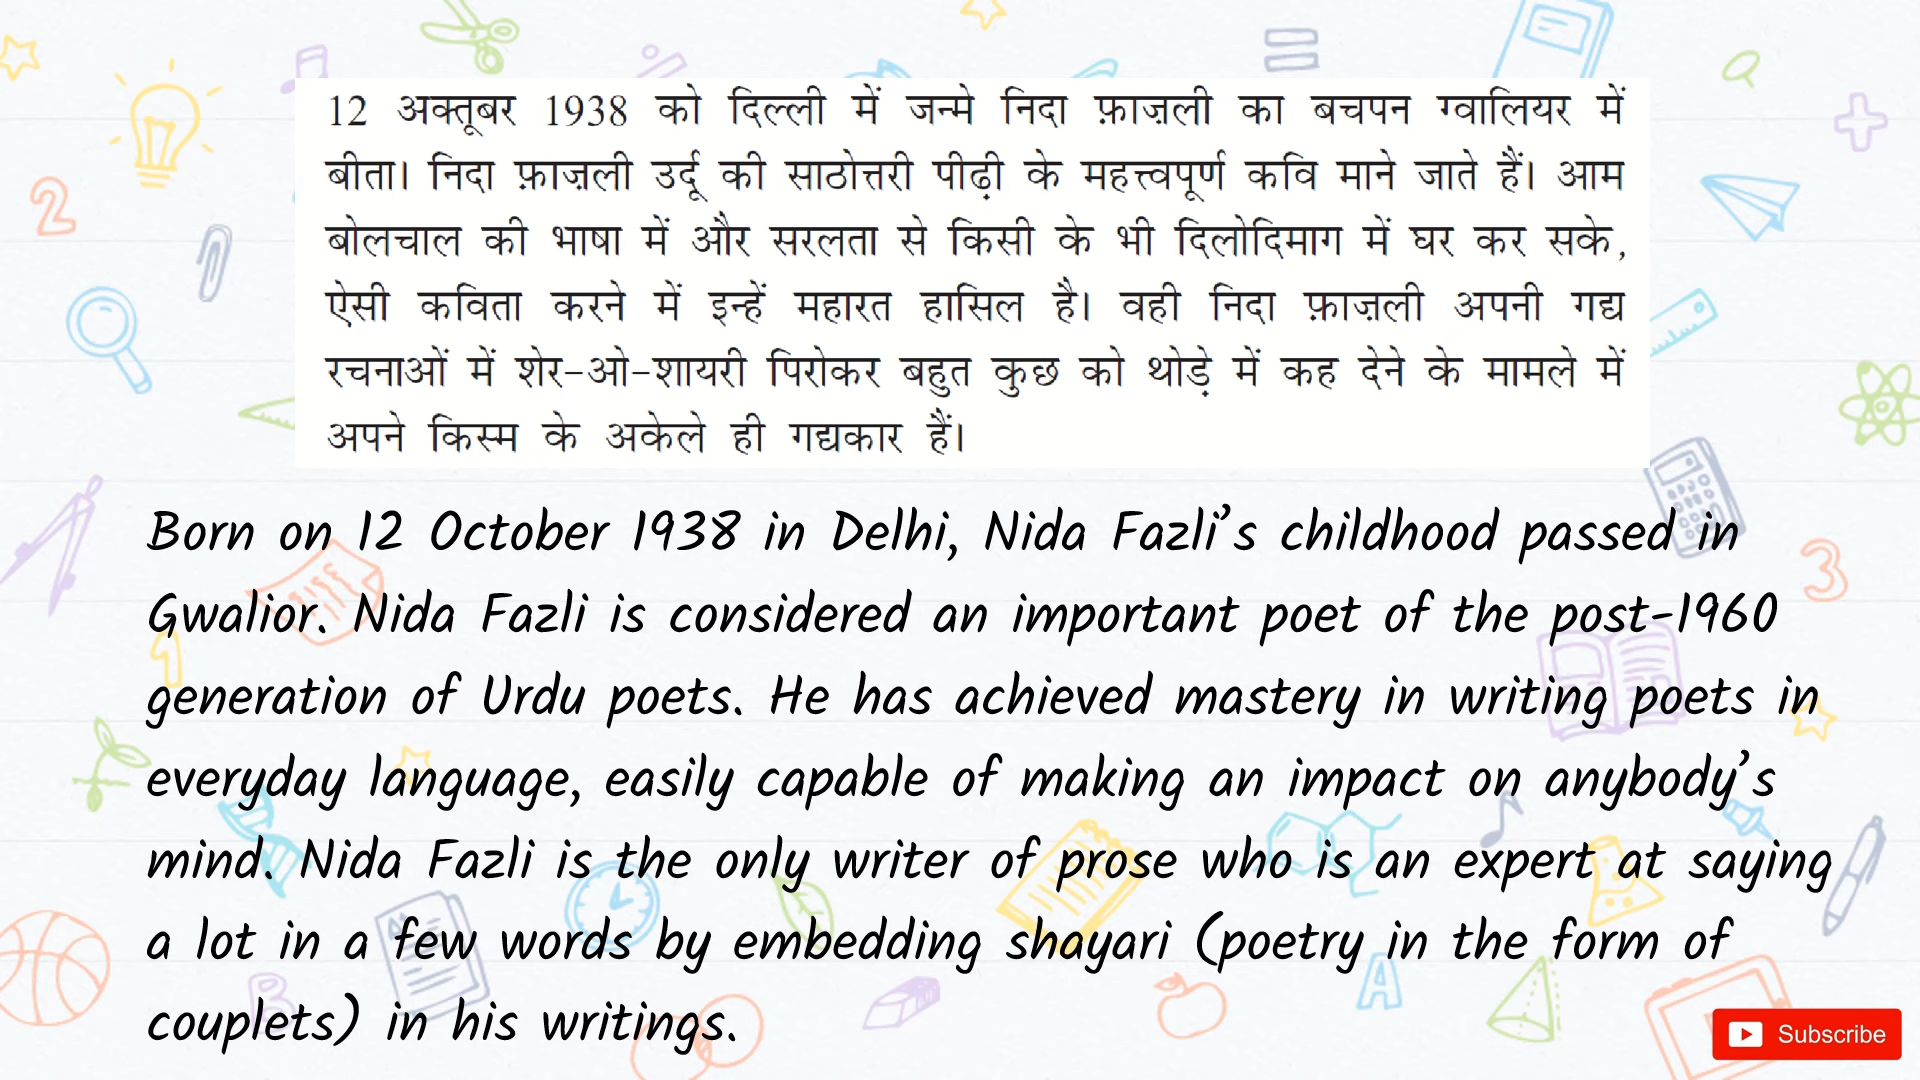 12 अक्तूबर 1938 को दिल्ली में जन्मे निदा फ़ाज़ली का बचपन ग्वालियर में
बीता। निदा फ़ाज़ली उर्दू की साठोत्तरी पीढ़ी के महत्त्वपूर्ण कवि माने जाते हैं। आम
बोलचाल की भाषा में और सरलता से किसी के भी दिलोदिमाग में घर कर सके,
ऐसी कविता करने में इन्हें महारत हासिल है। वही निदा फ़ाज़ली अपनी गद्य
रचनाओं में शेर-ओ-शायरी पिरोकर बहुत कुछ को थोड़े में कह देने के मामले में
अपने किस्म के अकेले ही गद्यकार हैं।
Born on 12 October 1938 in Delhi, Nida Fazli’s childhood passed in
Gwalior. Nida Fazli is considered an important poet of the post-1960
generation of Urdu poets. He has achieved mastery in writing poets in
everyday language, easily capable of making an impact on anybody’s
mind. Nida Fazli is the only writer of prose who is an expert at saying
a lot in a few words by embedding shayari (poetry in the form of
couplets) in his writings.
Subscribe